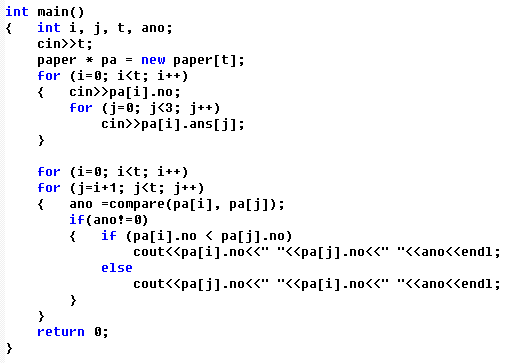 int main()
{   int i, j, t, ano;
    cin>>t;
    paper * pa = new paper[t];
    for (i=0; i<t; i++)
    {   cin>>pa[i].no;
        for (j=0; j<3; j++)
            cin>>pa[i].ans[j];
    }

    for (i=0; i<t; i++)
    for (j=i+1; j<t; j++)
    {   ano =compare(pa[i], pa[j]);
        if(ano!=0)
        {   if (pa[i].no < pa[j].no)
                cout<<pa[i].no<<" "<<pa[j].no<<" "<<ano<<endl;
            else
                cout<<pa[j].no<<" "<<pa[i].no<<" "<<ano<<endl;
        }
    }
    return 0;
}